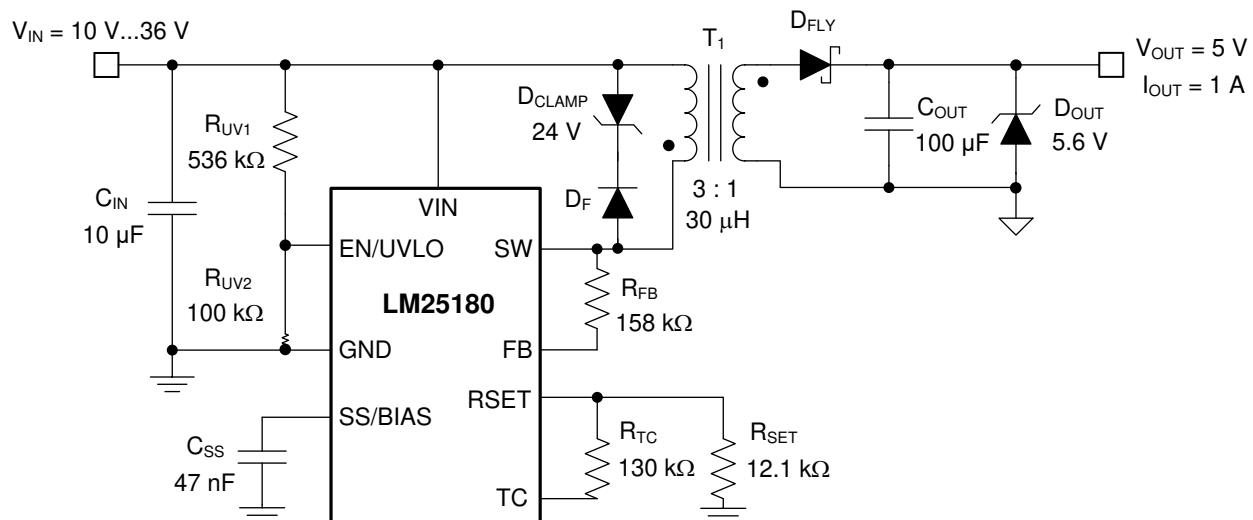 V_IN = 10 V...36 V
T₁
D_FLY
V_OUT = 5 V
I_OUT = 1 A
D_CLAMP
24 V
C_OUT
100 µF
D_OUT
5.6 V
R_UV1
536 kΩ
3 : 1
30 µH
C_IN
10 µF
VIN
D_F
EN/UVLO
SW
R_UV2
100 kΩ
LM25180
R_FB
158 kΩ
GND
FB
RSET
SS/BIAS
C_SS
47 nF
R_TC
130 kΩ
R_SET
12.1 kΩ
TC